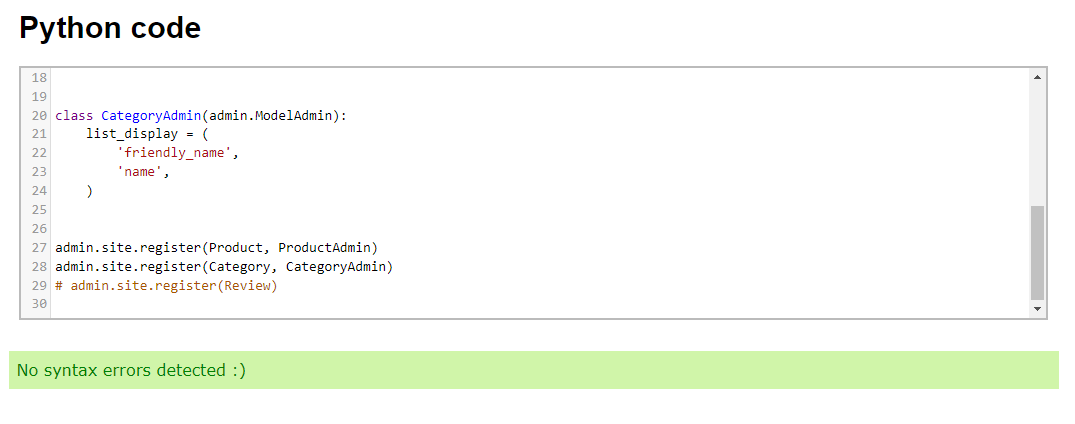 Python code
18
19
20 class CategoryAdmin(admin.ModelAdmin):
21     list_display = (
22         'friendly_name',
23         'name',
24     )
25
26
27 admin.site.register(Product, ProductAdmin)
28 admin.site.register(Category, CategoryAdmin)
29 # admin.site.register(Review)
30
No syntax errors detected :)